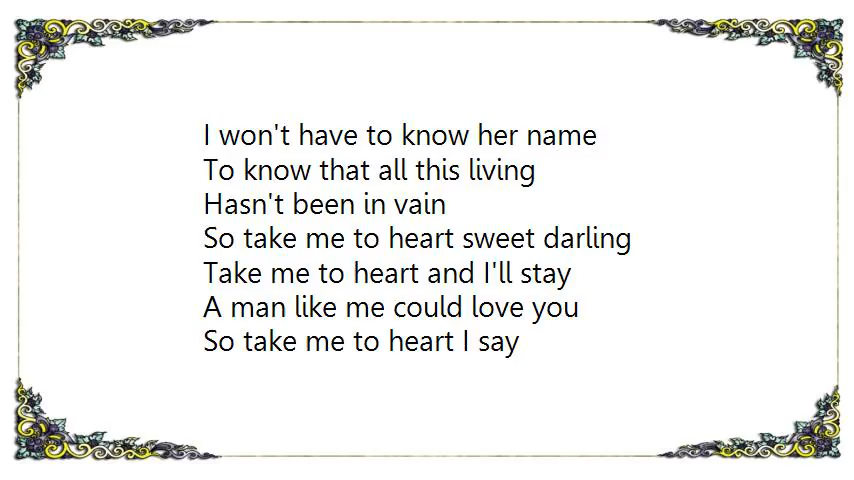 I won't have to know her name
To know that all this living
Hasn't been in vain
So take me to heart sweet darling
Take me to heart and I'll stay
A man like me could love you
So take me to heart I say